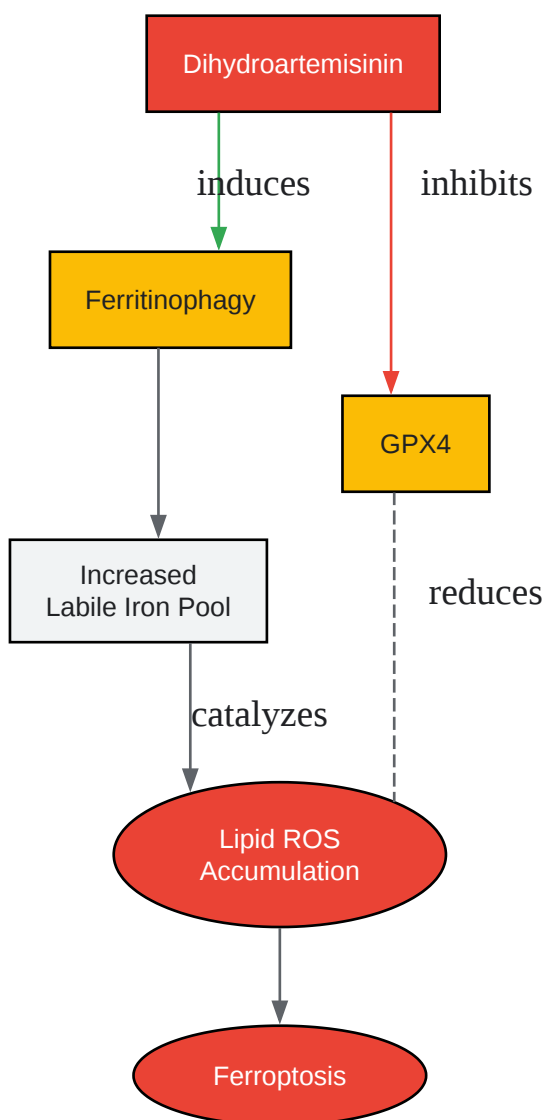 Dihydroartemisinin
induces
inhibits
Ferritinophagy
GPX4
Increased
Labile Iron Pool
reduces
catalyzes
Lipid ROS
Accumulation
Ferroptosis